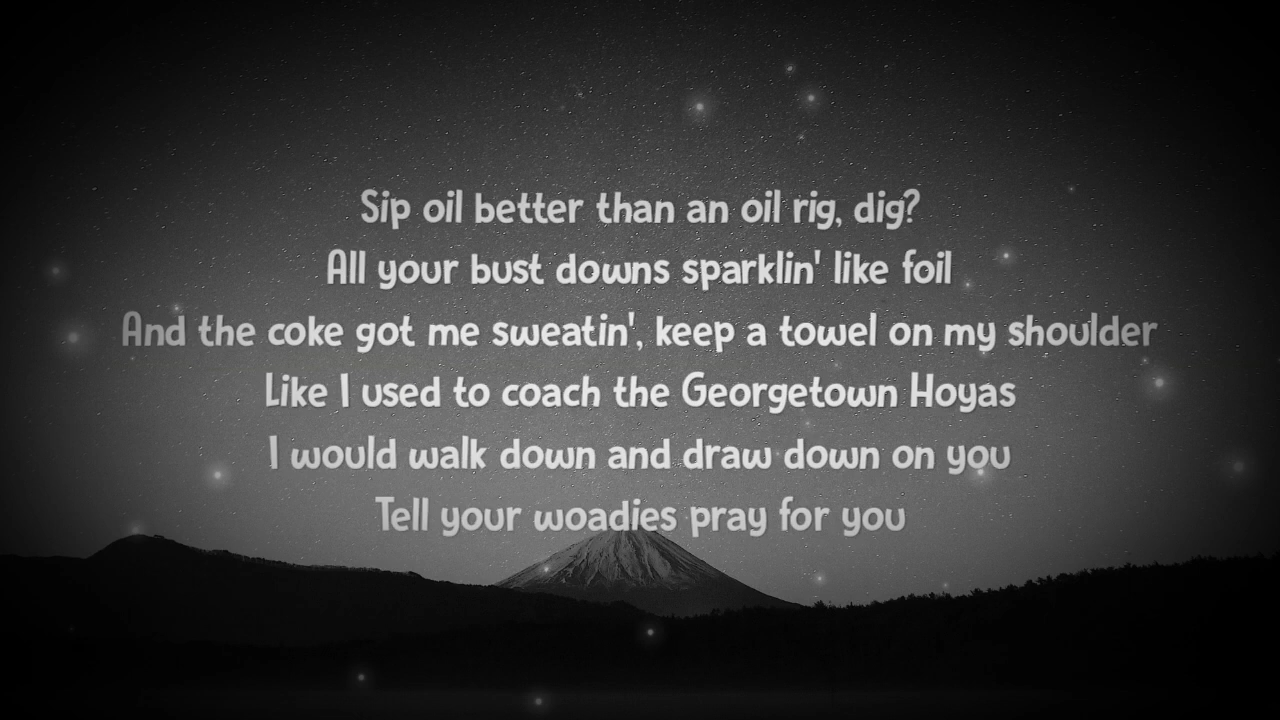 Sip oil better than an oil rig, dig?
All your bust downs sparklin' like foil
And the coke got me sweatin', keep a towel on my shoulder
Like I used to coach the Georgetown Hoyas
I would walk down and draw down on you
Tell your woadies pray for you